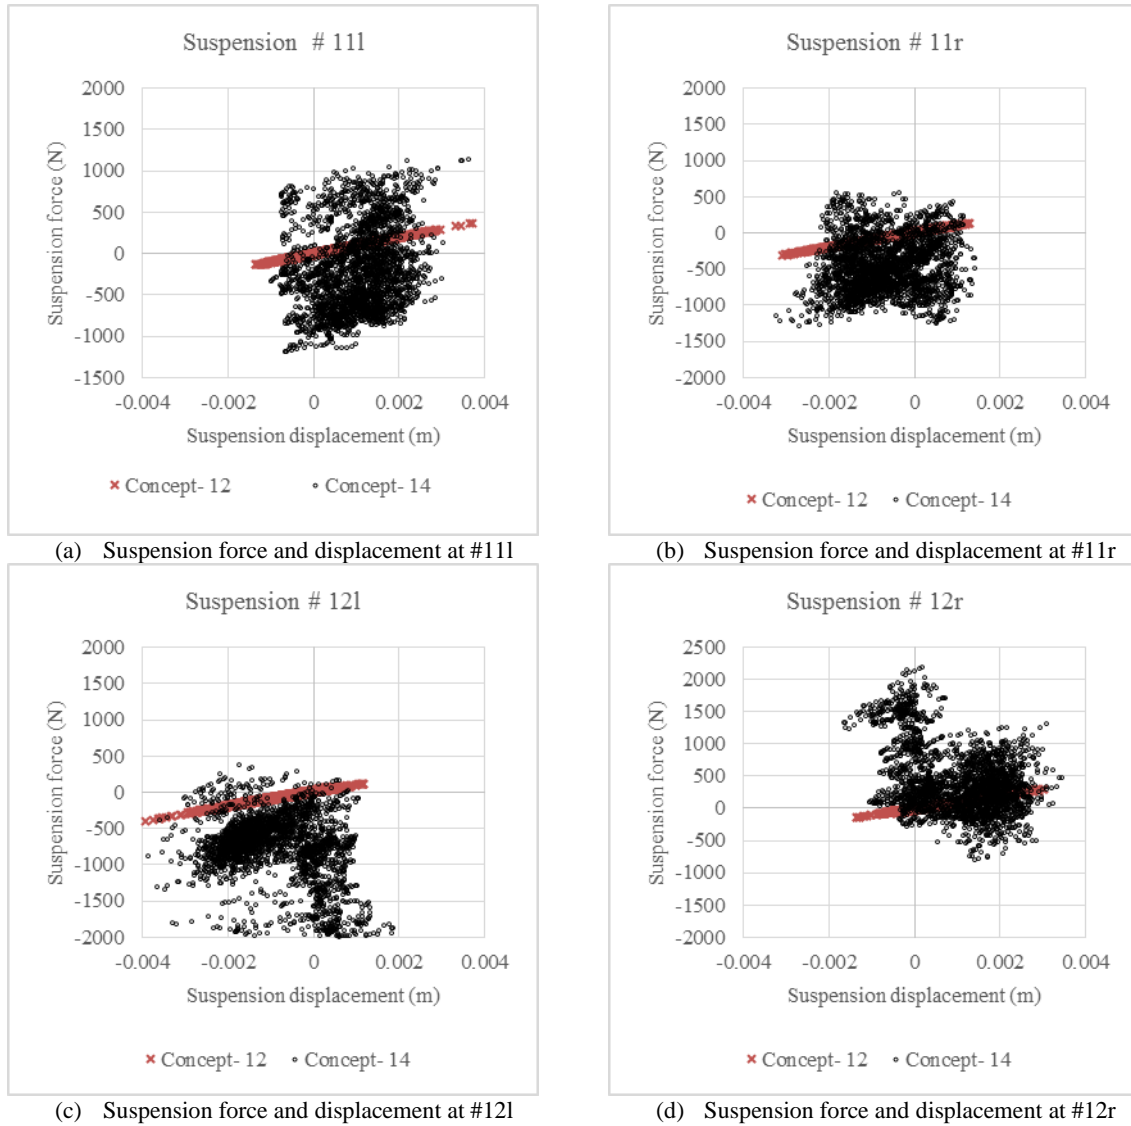 Suspension # 11l
2000
1500
1000
500
0
-500
-1000
-1500
-0.004 -0.002 0 0.002 0.004
Suspension force (N)
Suspension displacement (m)
Concept- 12 Concept- 14
(a) Suspension force and displacement at #11l
Suspension # 11r
2000
1500
1000
500
0
-500
-1000
-1500
-2000
-0.004 -0.002 0 0.002 0.004
Suspension force (N)
Suspension displacement (m)
Concept- 12 Concept- 14
(b) Suspension force and displacement at #11r
Suspension # 12l
2000
1500
1000
500
0
-500
-1000
-1500
-2000
-0.004 -0.002 0 0.002 0.004
Suspension force (N)
Suspension displacement (m)
Concept- 12 Concept- 14
(c) Suspension force and displacement at #12l
Suspension # 12r
2500
2000
1500
1000
500
0
-500
-1000
-1500
-2000
-0.004 -0.002 0 0.002 0.004
Suspension force (N)
Suspension displacement (m)
Concept- 12 Concept- 14
(d) Suspension force and displacement at #12r